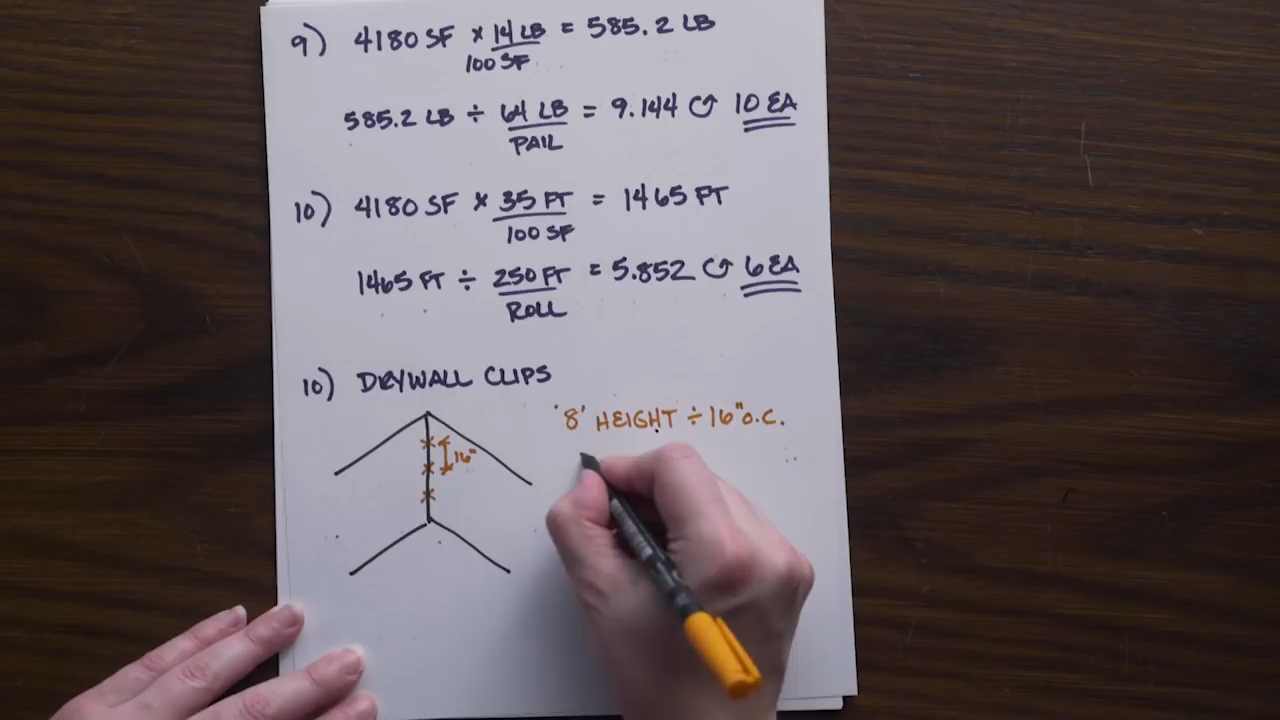 9) 4180 SF × 14 LB = 585.2 LB
100 SF
585.2 LB ÷ 64 LB = 9.144 ↺ 10 EA
PAIL
10) 4180 SF × 35 FT = 1465 FT
100 SF
1465 FT ÷ 250 FT = 5.852 ↺ 6 EA
ROLL
10) DRYWALL CLIPS
8' HEIGHT ÷ 16" O.C.
16"